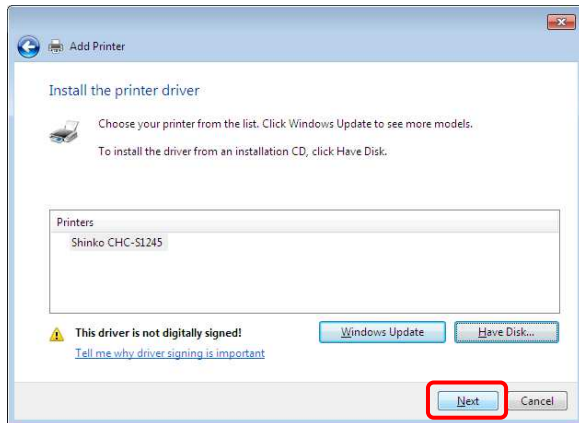 Add Printer
Install the printer driver
Choose your printer from the list. Click Windows Update to see more models.
To install the driver from an installation CD, click Have Disk.
Printers
Shinko CHC-S1245
This driver is not digitally signed!
Tell me why driver signing is important
Windows Update
Have Disk...
Next
Cancel